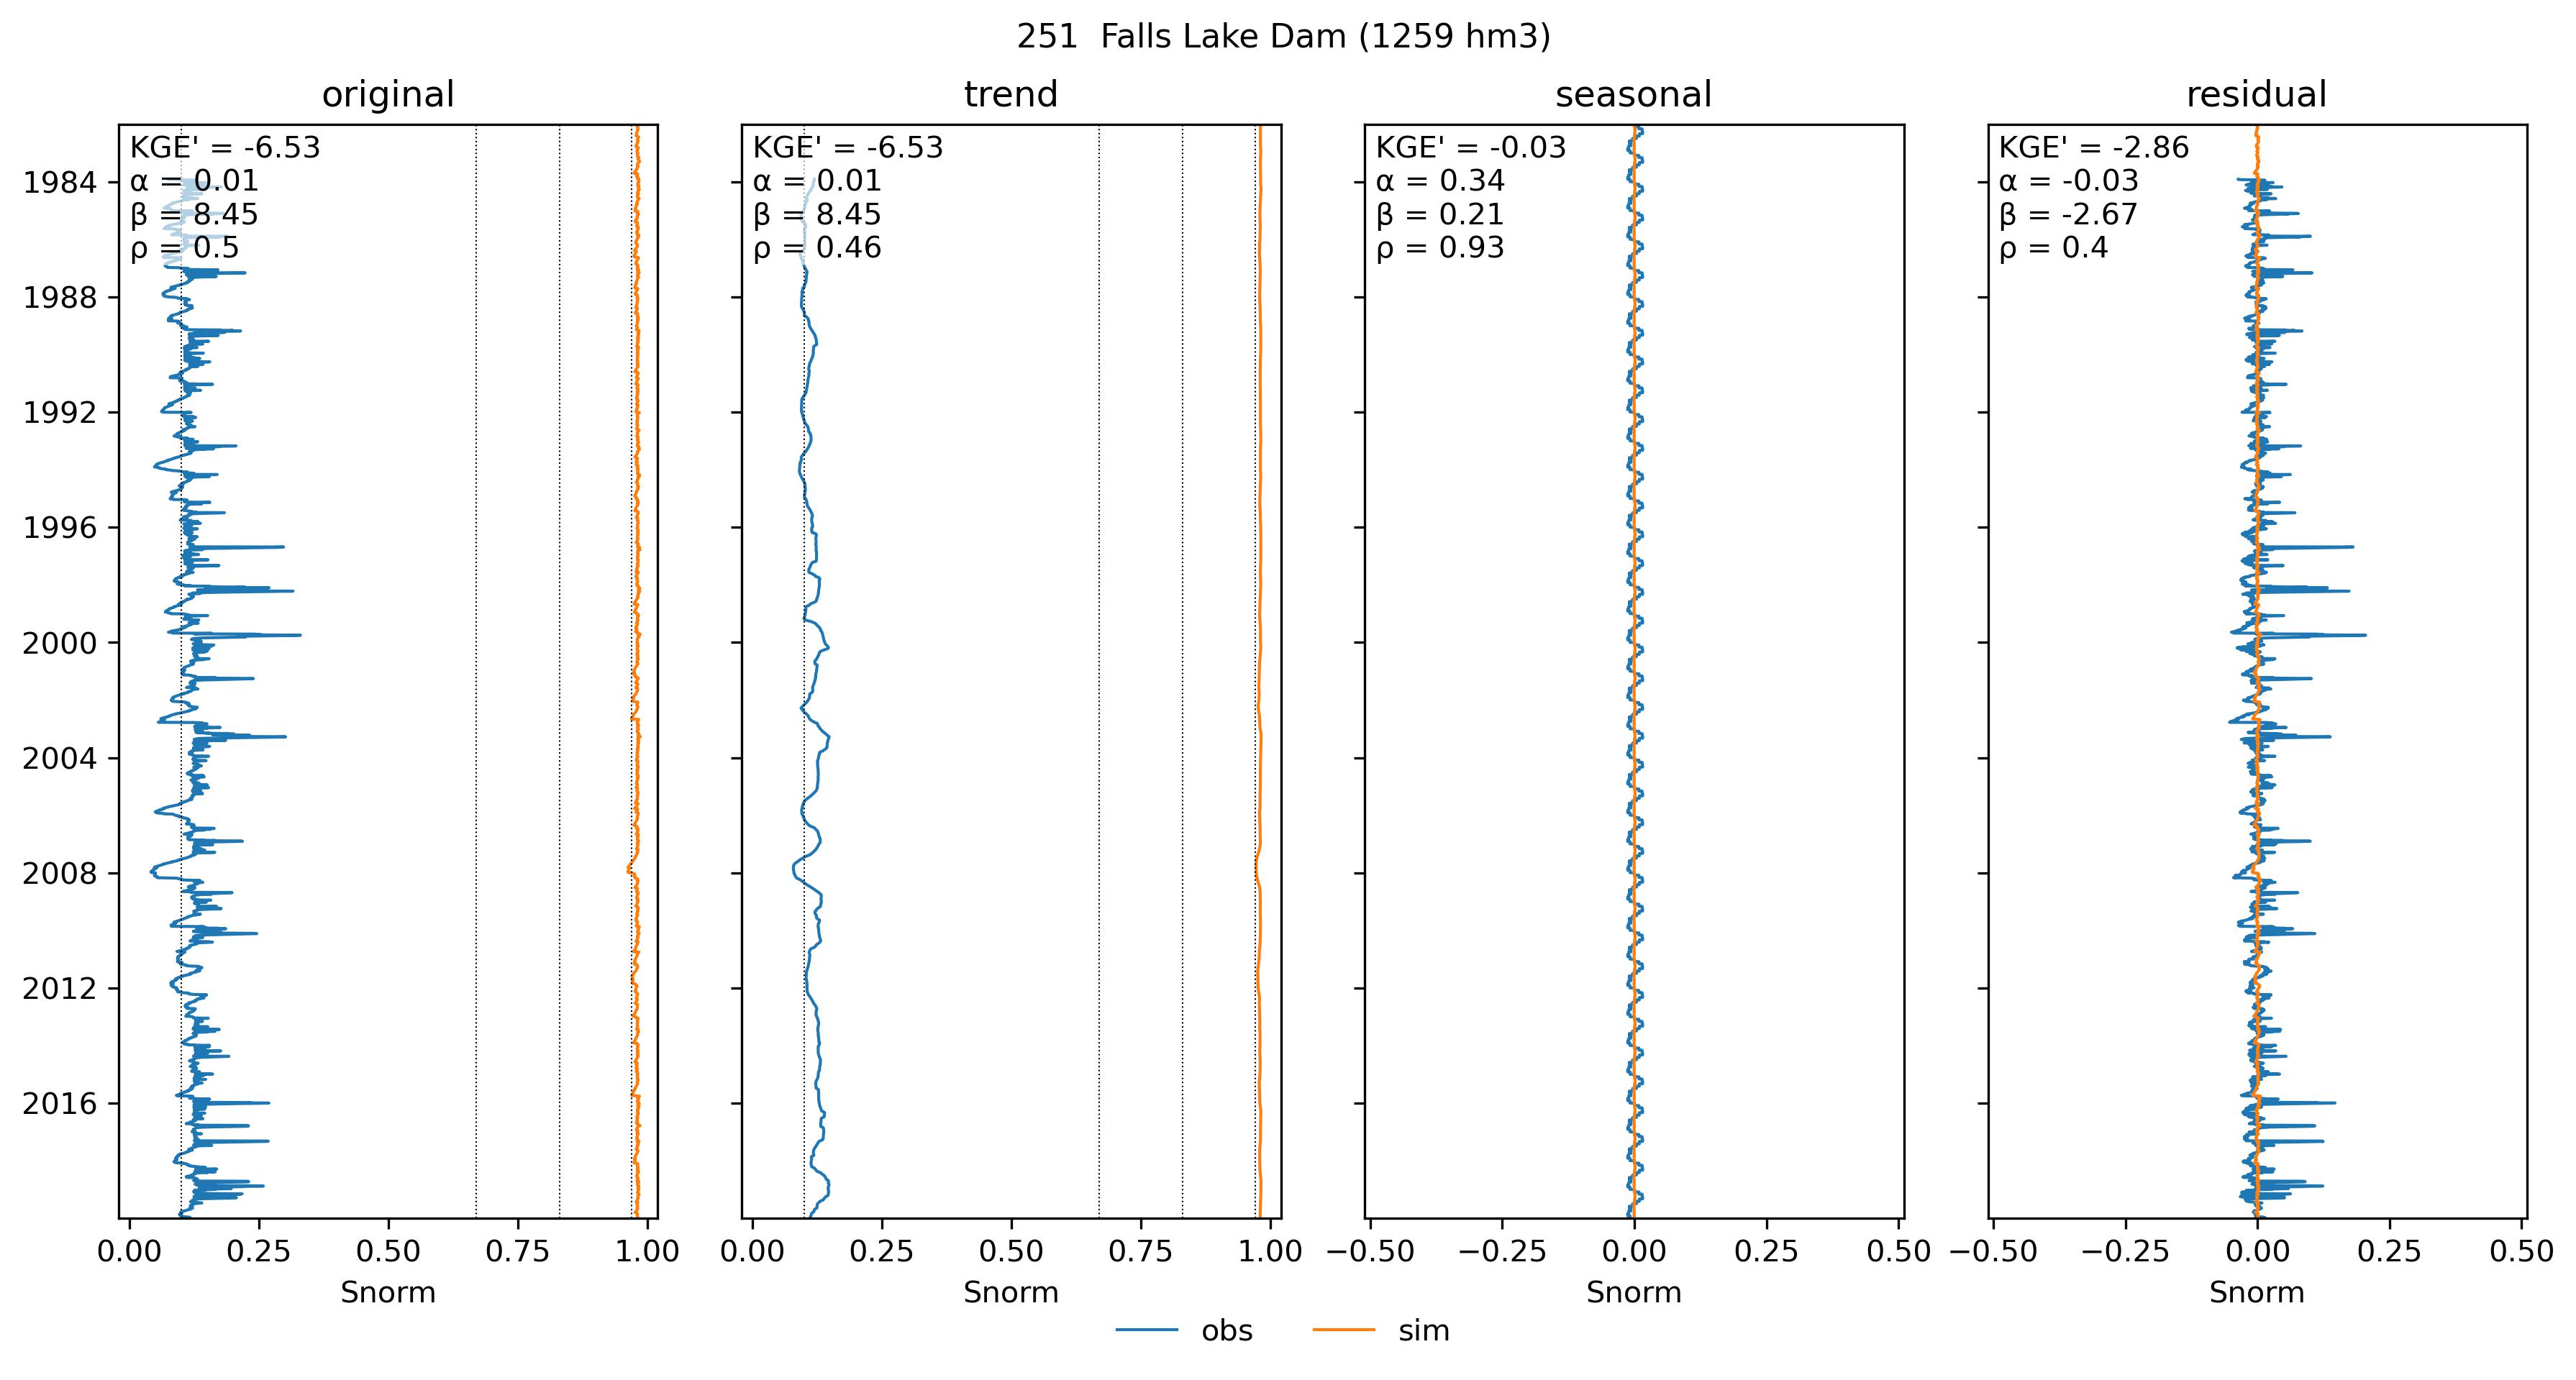 251  Falls Lake Dam (1259 hm3)
original
trend
seasonal
residual
KGE' = -6.53
α = 0.01
β = 8.45
ρ = 0.5
KGE' = -6.53
α = 0.01
β = 8.45
ρ = 0.46
KGE' = -0.03
α = 0.34
β = 0.21
ρ = 0.93
KGE' = -2.86
α = -0.03
β = -2.67
ρ = 0.4
1984
1988
1992
1996
2000
2004
2008
2012
2016
0.00 0.25 0.50 0.75 1.00
0.00 0.25 0.50 0.75 1.00
−0.50 −0.25 0.00 0.25 0.50
−0.50 −0.25 0.00 0.25 0.50
Snorm
Snorm
Snorm
Snorm
obs
sim